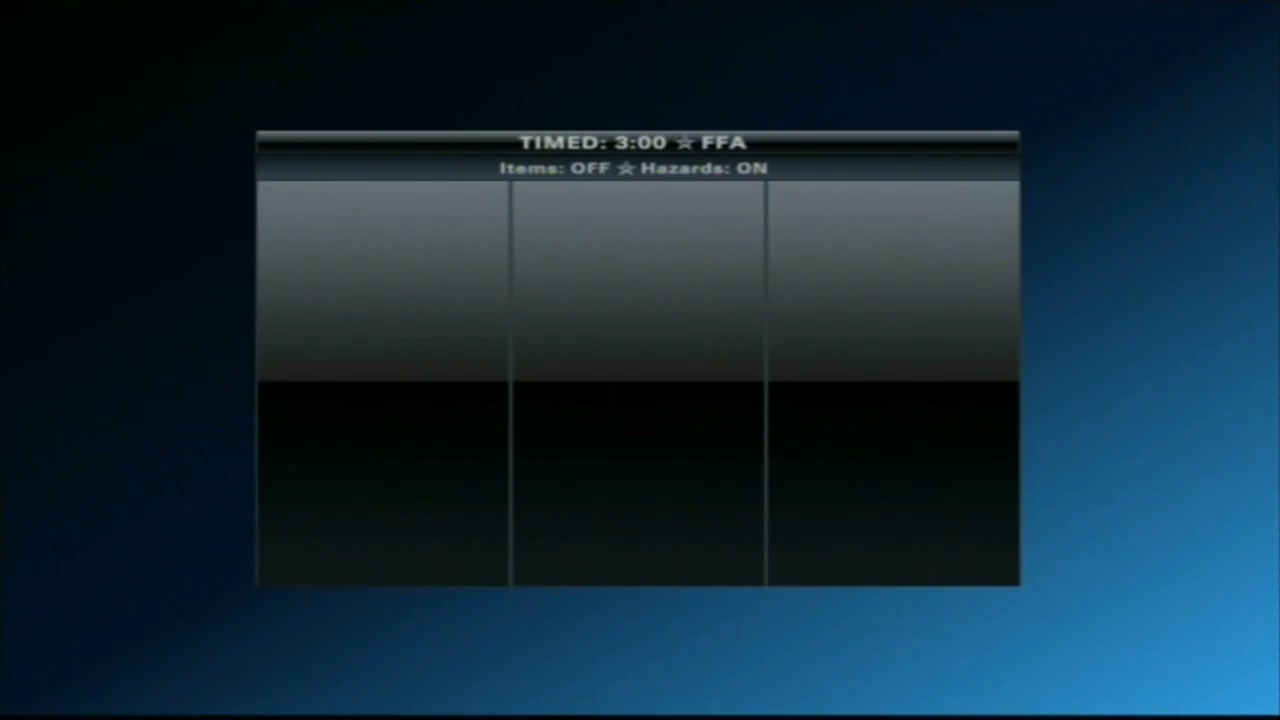 TIMED: 3:00 ☆ FFA
Items: OFF ☆ Hazards: ON